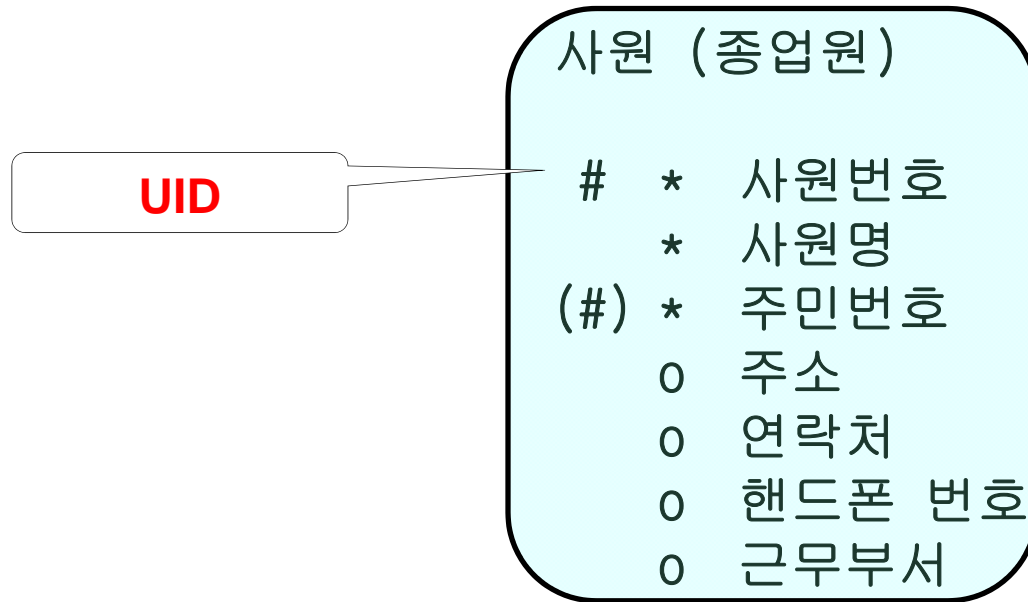 사원 (종업원)
UID
# * 사원번호
* 사원명
(#) * 주민번호
o 주소
o 연락처
o 핸드폰 번호
o 근무부서